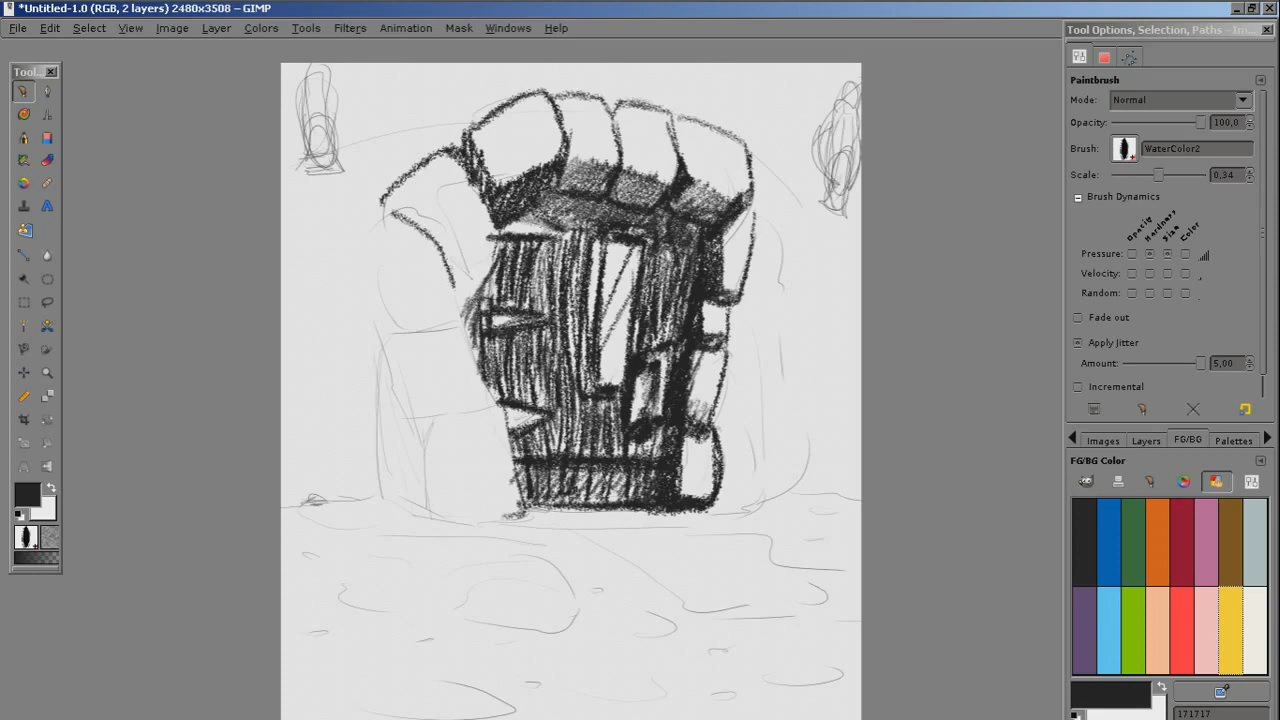 *Untitled-1.0 (RGB, 2 layers) 2480x3508 – GIMP
File Edit Select View Image Layer Colors Tools Filters Animation Mask Windows Help
Tool...
Tool Options, Selection, Paths - Im...
Paintbrush
Mode: Normal
Opacity: 100,0
Brush: WaterColor2
Scale: 0,34
Brush Dynamics
Opacity Hardness Size Color
Pressure:
Velocity:
Random:
Fade out
Apply Jitter
Amount: 5,00
Incremental
Images Layers FG/BG Palettes
FG/BG Color
171717